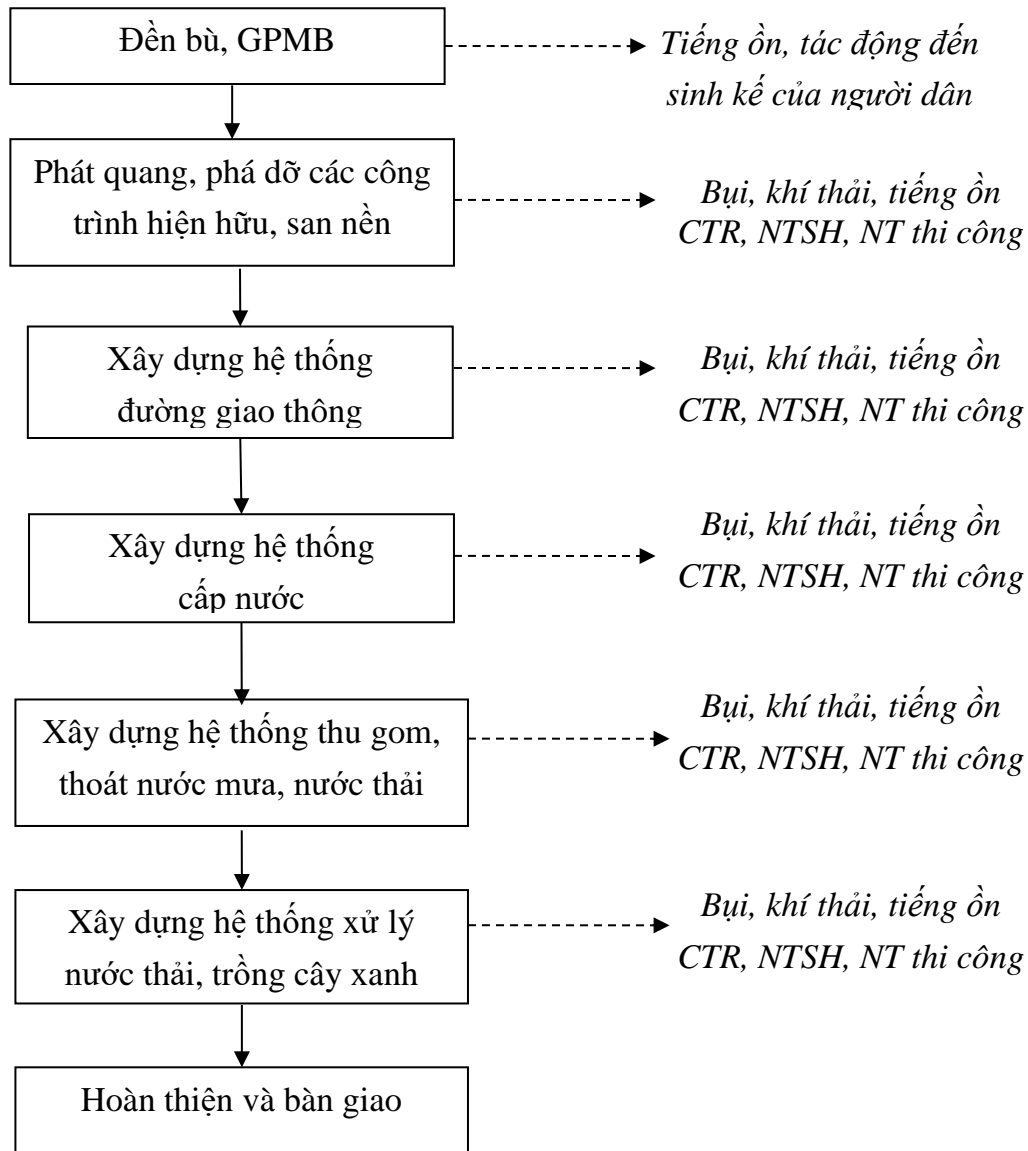 Đền bù, GPMB
Tiếng ồn, tác động đến
sinh kế của người dân
Phát quang, phá dỡ các công
trình hiện hữu, san nền
Bụi, khí thải, tiếng ồn
CTR, NTSH, NT thi công
Xây dựng hệ thống
đường giao thông
Bụi, khí thải, tiếng ồn
CTR, NTSH, NT thi công
Xây dựng hệ thống
cấp nước
Bụi, khí thải, tiếng ồn
CTR, NTSH, NT thi công
Xây dựng hệ thống thu gom,
thoát nước mưa, nước thải
Bụi, khí thải, tiếng ồn
CTR, NTSH, NT thi công
Xây dựng hệ thống xử lý
nước thải, trồng cây xanh
Bụi, khí thải, tiếng ồn
CTR, NTSH, NT thi công
Hoàn thiện và bàn giao